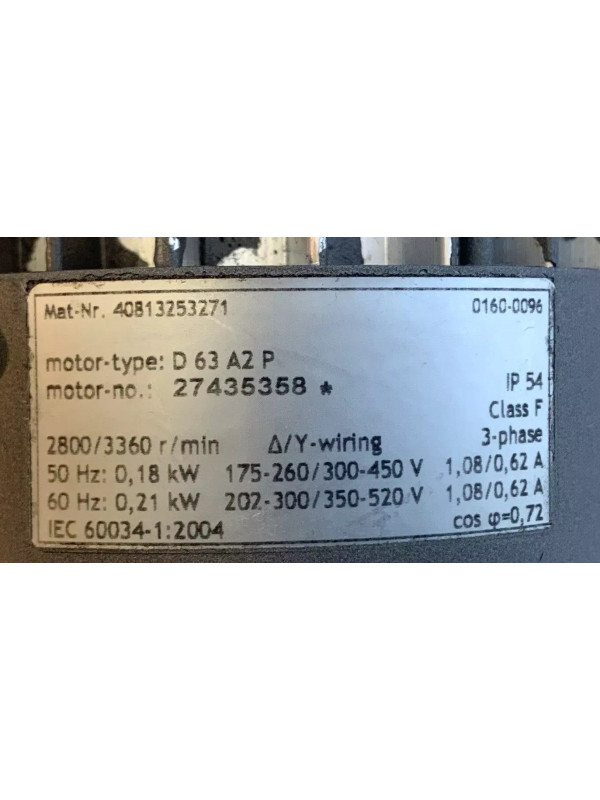 Mat-Nr. 40813253271 0160-0096
motor-type: D 63 A2 P
motor-no.: 27435358 * IP 54
Class F
2800/3360 r/min Δ/Y-wiring 3-phase
50 Hz: 0,18 kW 175-260/300-450 V 1,08/0,62 A
60 Hz: 0,21 kW 202-300/350-520 V 1,08/0,62 A
IEC 60034-1:2004 cos φ=0,72